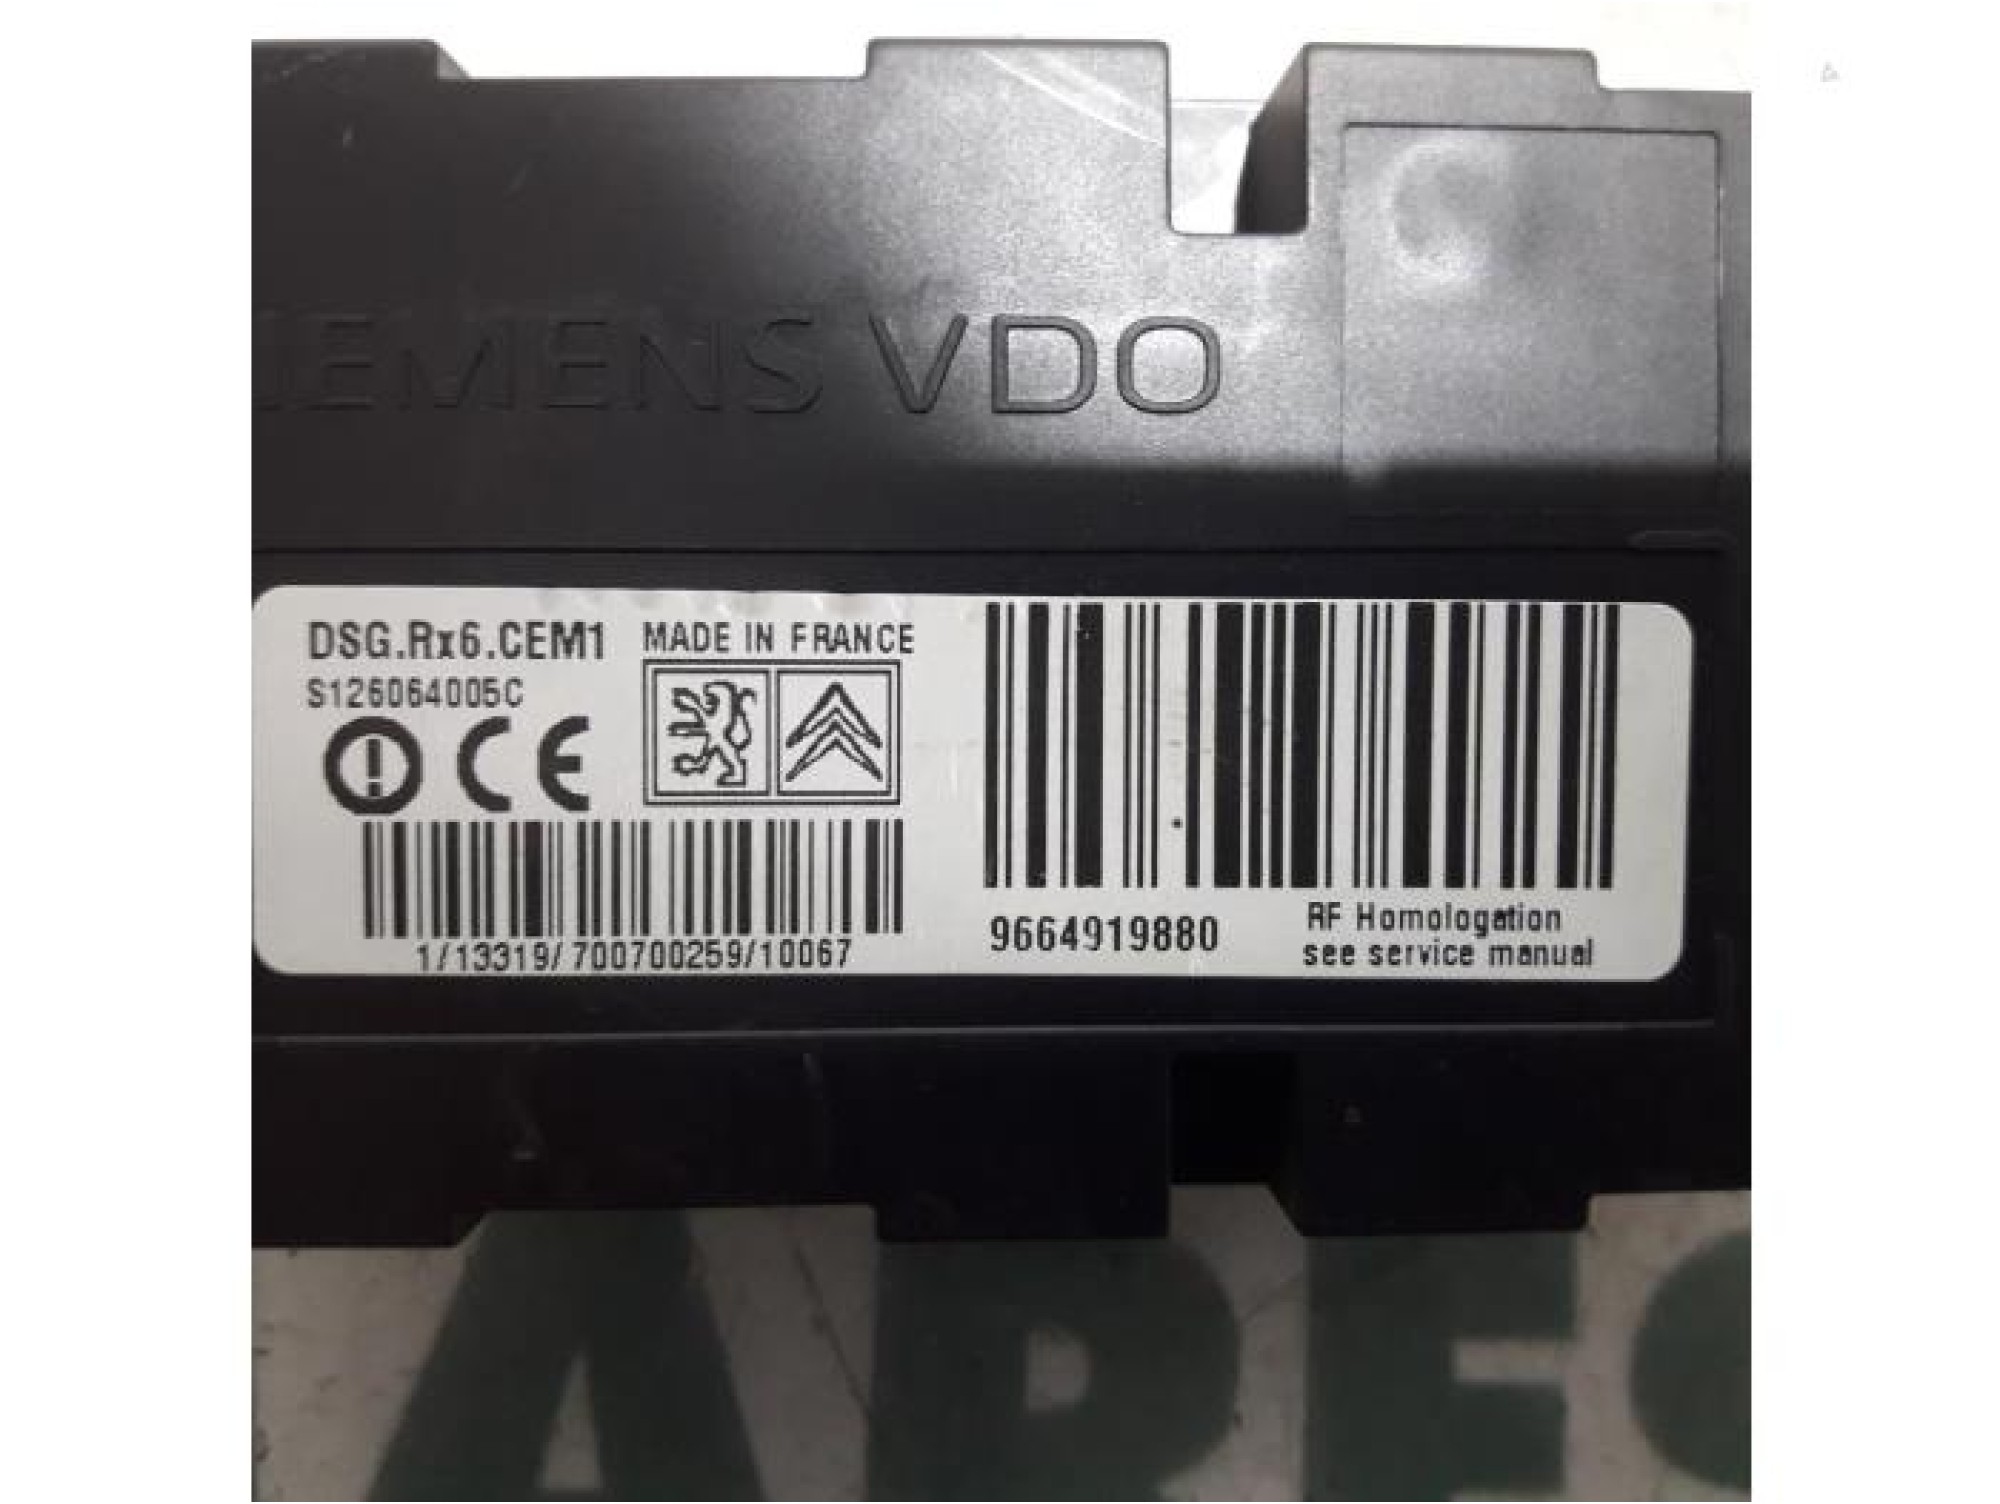 IEMENS VDO
DSG.Rx6.CEM1
MADE IN FRANCE
S126064005C
CE
1/13319/700700259/10067
9664919880
RF Homologation
see service manual